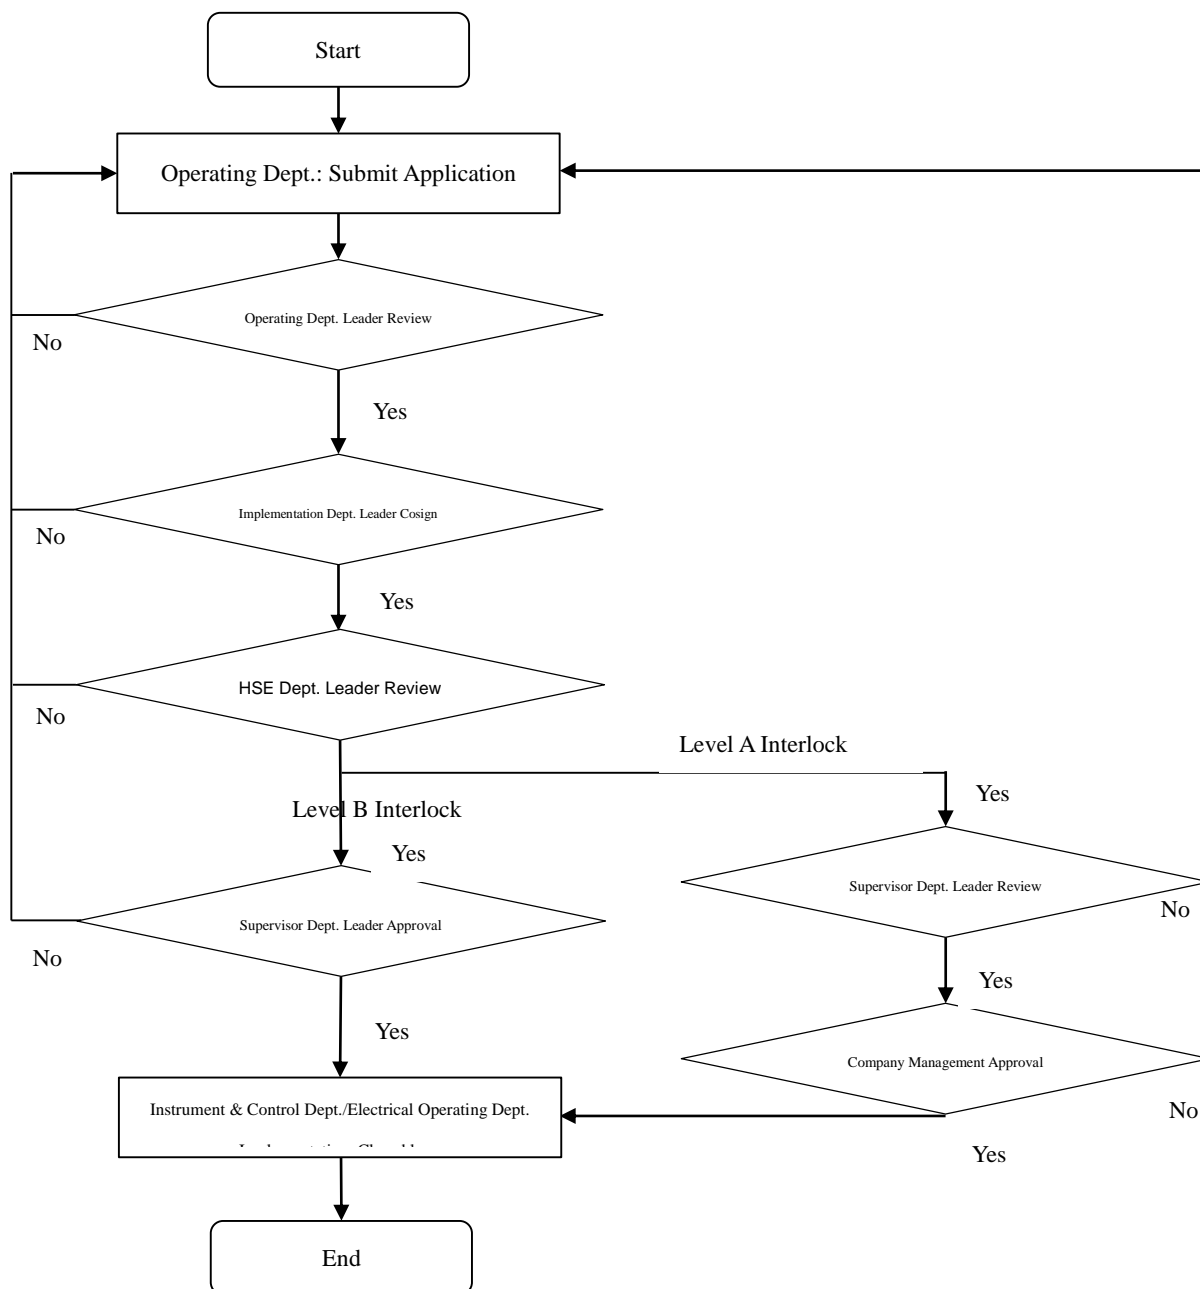 Start
Operating Dept.: Submit Application
Operating Dept. Leader Review
No
Yes
Implementation Dept. Leader Cosign
No
Yes
HSE Dept. Leader Review
No
Level A Interlock
Yes
Level B Interlock
Yes
Supervisor Dept. Leader Review
No
Supervisor Dept. Leader Approval
No
Yes
Yes
Company Management Approval
No
Instrument & Control Dept./Electrical Operating Dept.
Yes
End